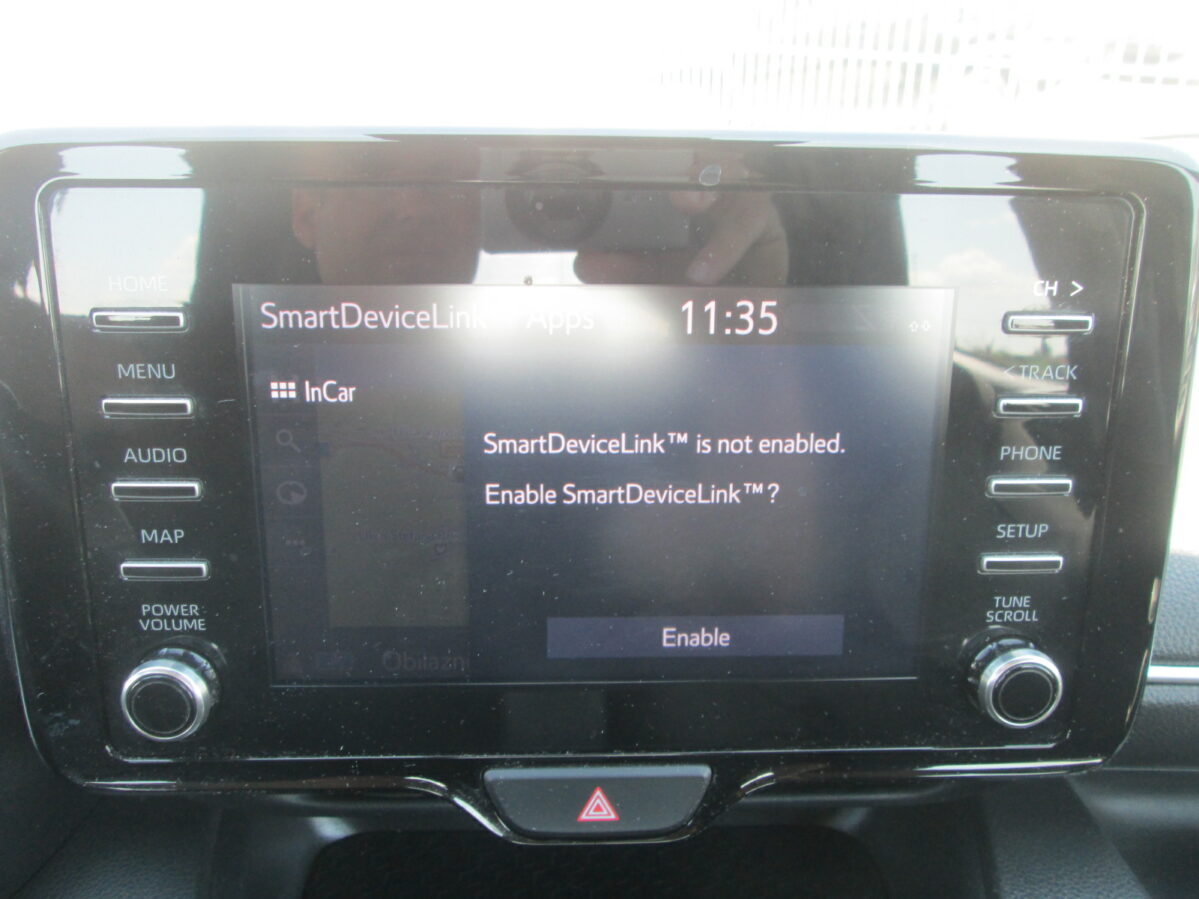 HOME
MENU
AUDIO
MAP
POWER
VOLUME
SmartDeviceLink Apps 11:35
InCar
SmartDeviceLink™ is not enabled.
Enable SmartDeviceLink™?
Enable
Obilazni
CH >
< TRACK
PHONE
SETUP
TUNE
SCROLL